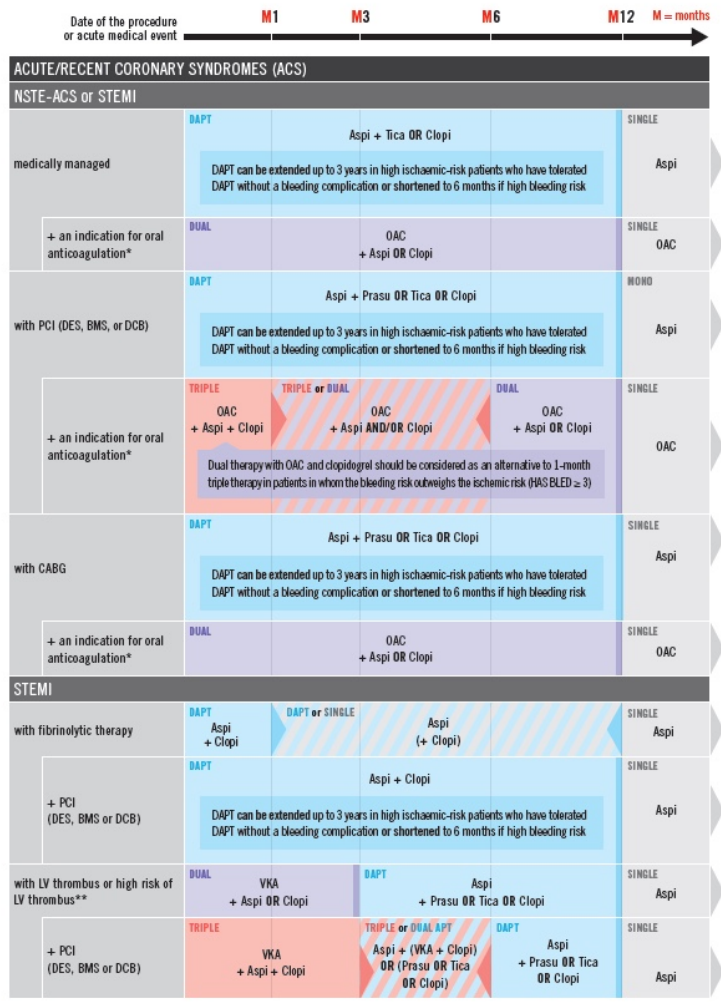 Date of the procedure
or acute medical event
M1
M3
M6
M12
M = months
ACUTE/RECENT CORONARY SYNDROMES (ACS)
NSTE-ACS or STEMI
medically managed
DAPT
Aspi + Tica OR Clopi
DAPT can be extended up to 3 years in high ischaemic-risk patients who have tolerated
DAPT without a bleeding complication or shortened to 6 months if high bleeding risk
SINGLE
Aspi
+ an indication for oral
anticoagulation*
DUAL
OAC
+ Aspi OR Clopi
SINGLE
OAC
with PCI (DES, BMS, or DCB)
DAPT
Aspi + Prasu OR Tica OR Clopi
DAPT can be extended up to 3 years in high ischaemic-risk patients who have tolerated
DAPT without a bleeding complication or shortened to 6 months if high bleeding risk
MONO
Aspi
+ an indication for oral
anticoagulation*
TRIPLE
OAC
+ Aspi + Clopi
TRIPLE or DUAL
OAC
+ Aspi AND/OR Clopi
DUAL
OAC
+ Aspi OR Clopi
Dual therapy with OAC and clopidogrel should be considered as an alternative to 1-month
triple therapy in patients in whom the bleeding risk outweighs the ischemic risk (HAS BLED ≥ 3)
SINGLE
OAC
with CABG
DAPT
Aspi + Prasu OR Tica OR Clopi
DAPT can be extended up to 3 years in high ischaemic-risk patients who have tolerated
DAPT without a bleeding complication or shortened to 6 months if high bleeding risk
SINGLE
Aspi
+ an indication for oral
anticoagulation*
DUAL
OAC
+ Aspi OR Clopi
SINGLE
OAC
STEMI
with fibrinolytic therapy
DAPT
Aspi
+ Clopi
DAPT or SINGLE
Aspi
(+ Clopi)
SINGLE
Aspi
+ PCI
(DES, BMS or DCB)
DAPT
Aspi + Clopi
DAPT can be extended up to 3 years in high ischaemic-risk patients who have tolerated
DAPT without a bleeding complication or shortened to 6 months if high bleeding risk
SINGLE
Aspi
with LV thrombus or high risk of
LV thrombus**
DUAL
VKA
+ Aspi OR Clopi
DAPT
Aspi
+ Prasu OR Tica OR Clopi
SINGLE
Aspi
+ PCI
(DES, BMS or DCB)
TRIPLE
VKA
+ Aspi + Clopi
TRIPLE or DUAL APT
Aspi + (VKA + Clopi)
OR (Prasu OR Tica
OR Clopi)
DAPT
Aspi
+ Prasu OR Tica
OR Clopi
SINGLE
Aspi